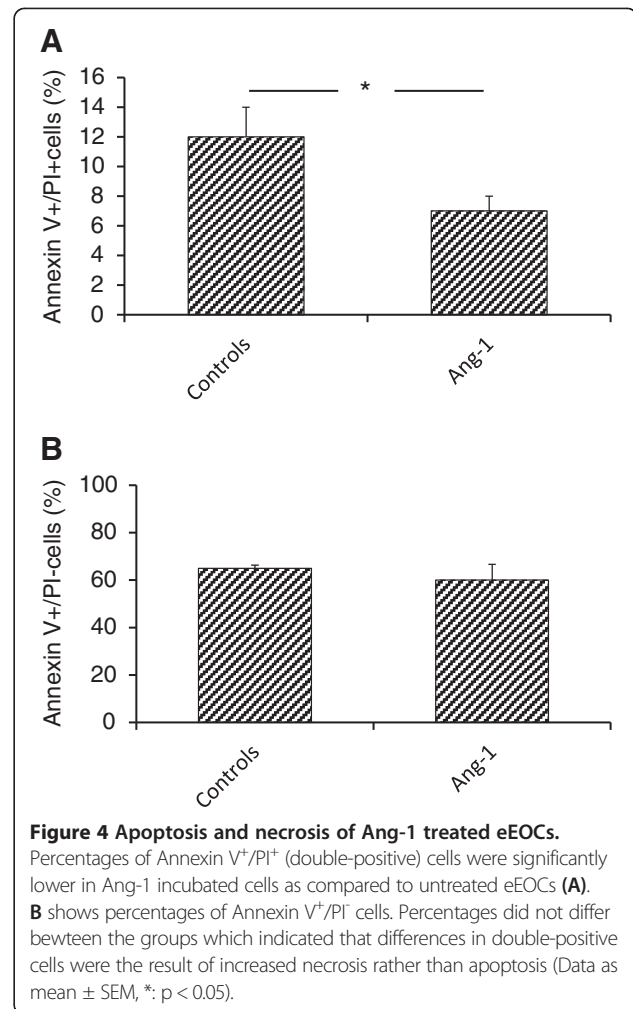 A
Annexin V+/PI+cells (%)
16
14
12
10
8
6
4
2
0
*
Controls
Ang-1
B
Annexin V+/PI-cells (%)
100
80
60
40
20
0
Controls
Ang-1
Figure 4 Apoptosis and necrosis of Ang-1 treated eEOCs.
Percentages of Annexin V⁺/PI⁺ (double-positive) cells were significantly
lower in Ang-1 incubated cells as compared to untreated eEOCs (A).
B shows percentages of Annexin V⁺/PI⁻ cells. Percentages did not differ
bewteen the groups which indicated that differences in double-positive
cells were the result of increased necrosis rather than apoptosis (Data as
mean ± SEM, *: p < 0.05).